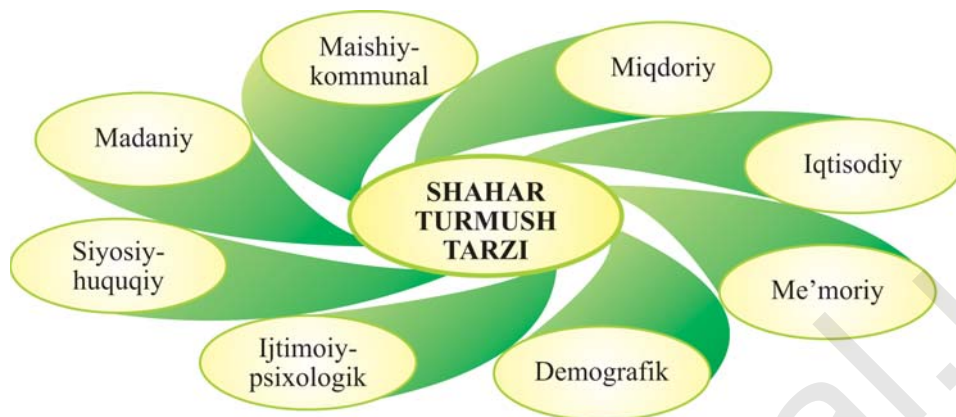 Maishiy-
kommunal
Miqdoriy
Madaniy
Iqtisodiy
SHAHAR
TURMUSH
TARZI
Siyosiy-
huquqiy
Me’moriy
Ijtimoiy-
psixologik
Demografik